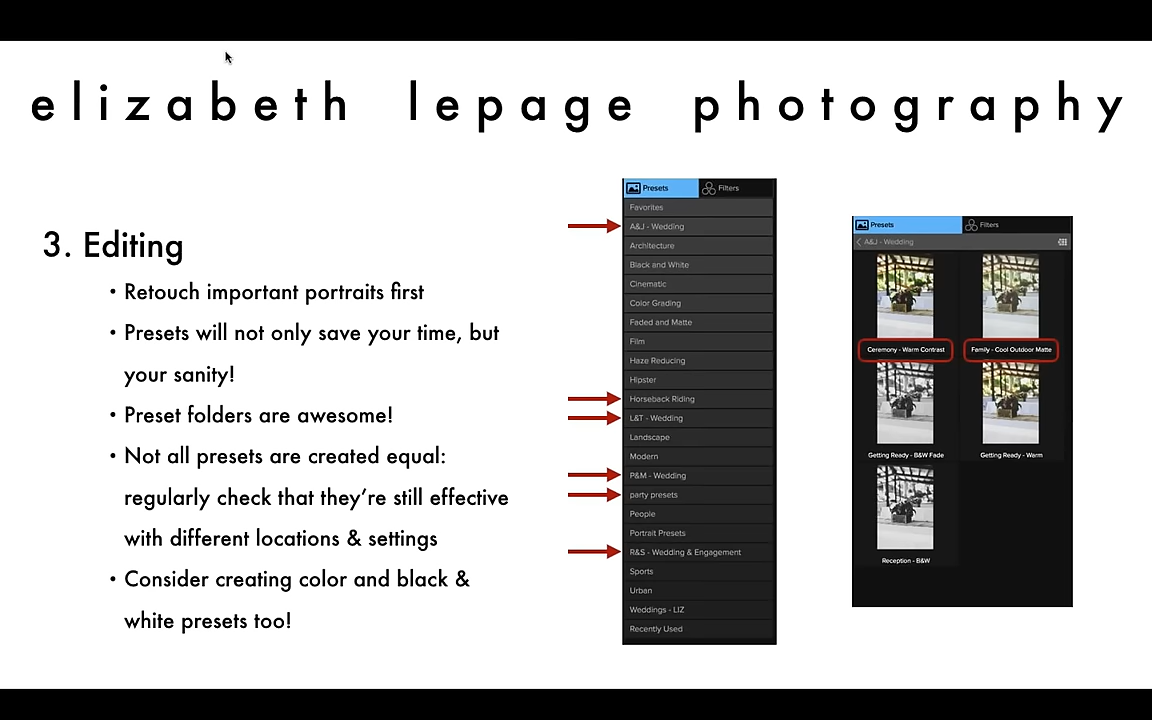 elizabeth lepage photography
3. Editing
• Retouch important portraits first
• Presets will not only save your time, but
your sanity!
• Preset folders are awesome!
• Not all presets are created equal:
regularly check that they’re still effective
with different locations & settings
• Consider creating color and black &
white presets too!
Presets Filters
Favorites
A&J - Wedding
Architecture
Black and White
Cinematic
Color Grading
Faded and Matte
Film
Haze Reducing
Hipster
Horseback Riding
L&T - Wedding
Landscape
Modern
P&M - Wedding
party presets
People
Portrait Presets
R&S - Wedding & Engagement
Sports
Urban
Weddings - LIZ
Recently Used
Presets Filters
A&J - Wedding
Ceremony - Warm Contrast Family - Cool Outdoor Matte
Getting Ready - B&W Fade Getting Ready - Warm
Reception - B&W